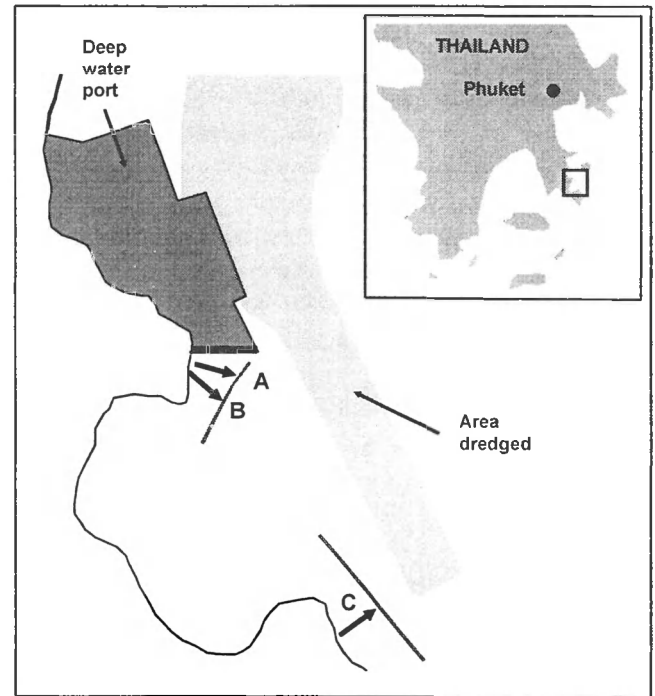 Deep
water
port
THAILAND
Phuket
A
B
Area
dredged
C